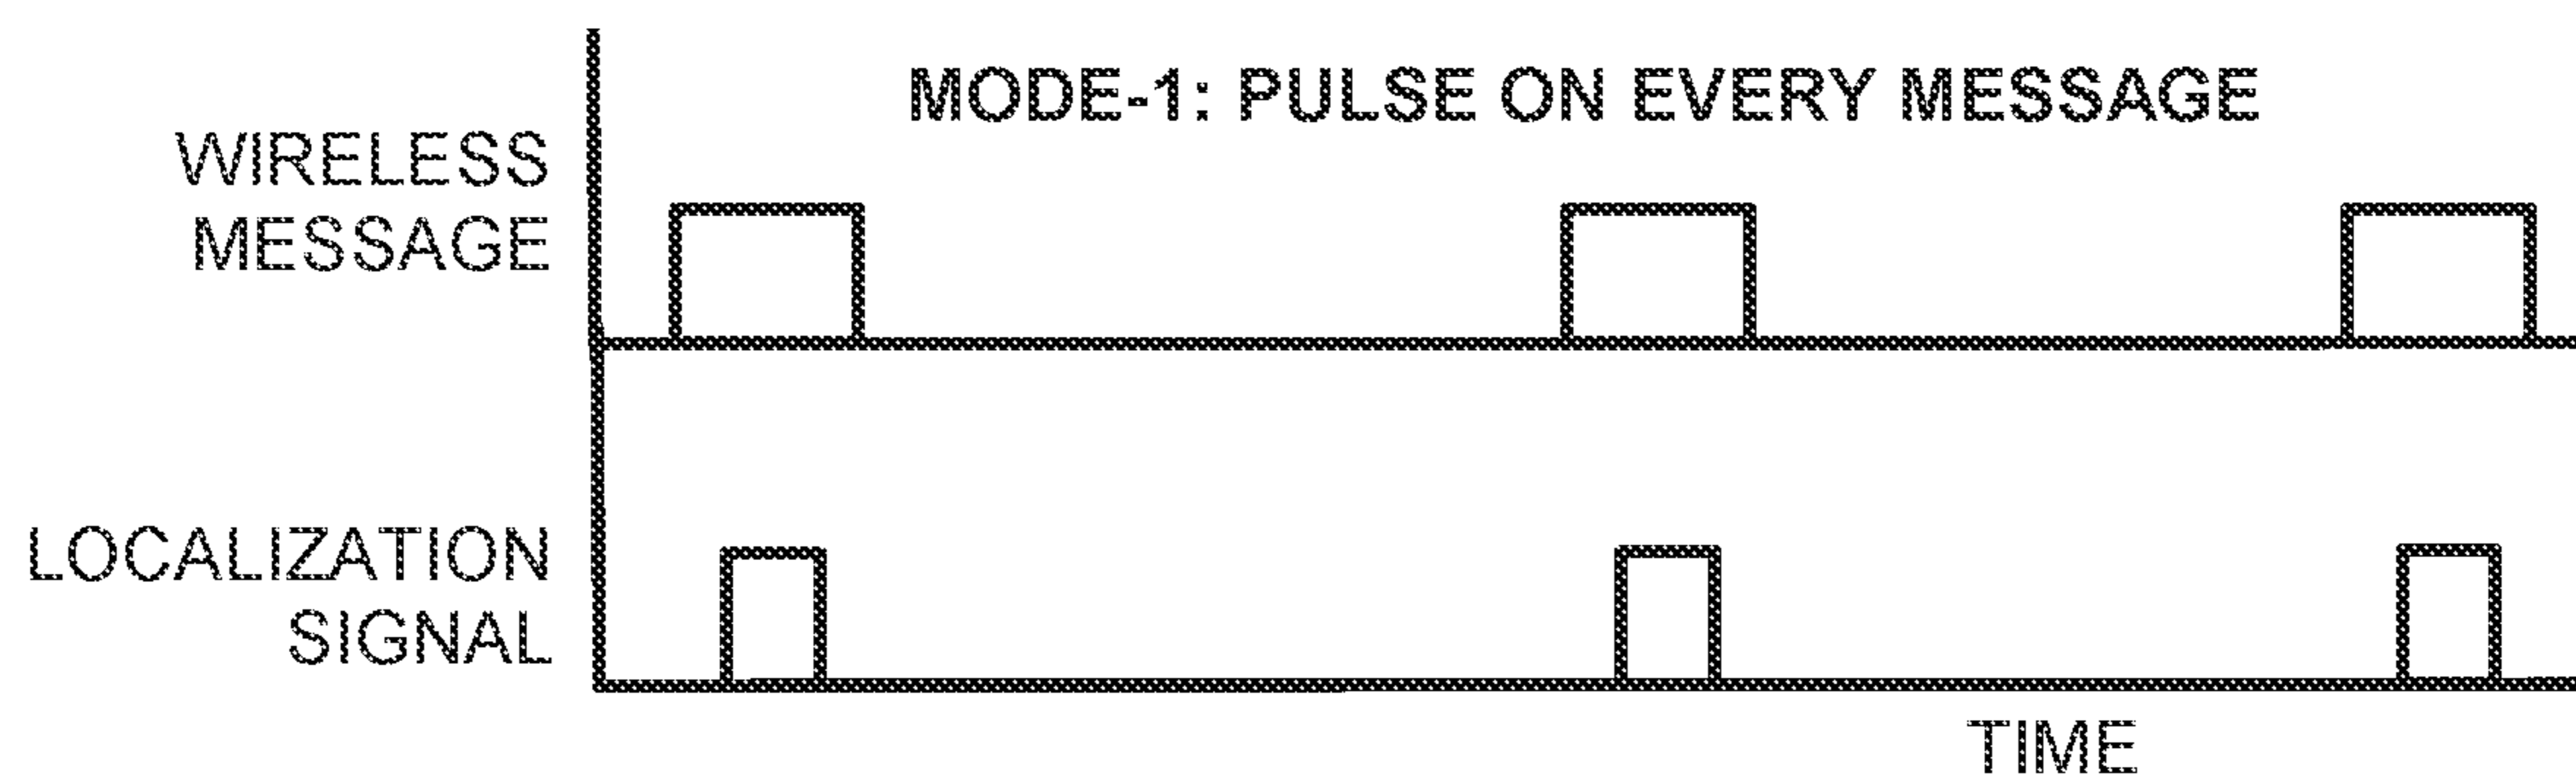 MODE-1: PULSE ON EVERY MESSAGE
WIRELESS
MESSAGE
LOCALIZATION
SIGNAL
TIME